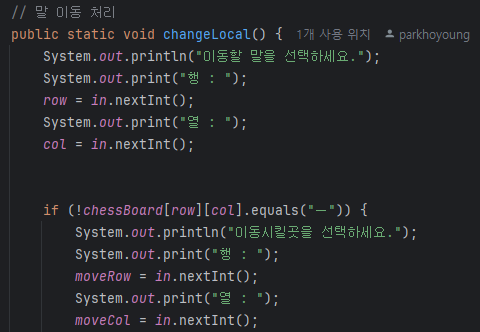 // 말 이동 처리
public static void changeLocal() { 1개 사용 위치 parkhoyoung
System.out.println("이동할 말을 선택하세요.");
System.out.print("행 : ");
row = in.nextInt();
System.out.print("열 : ");
col = in.nextInt();
if (!chessBoard[row][col].equals("ㅡ")) {
System.out.println("이동시킬곳을 선택하세요.");
System.out.print("행 : ");
moveRow = in.nextInt();
System.out.print("열 : ");
moveCol = in.nextInt();